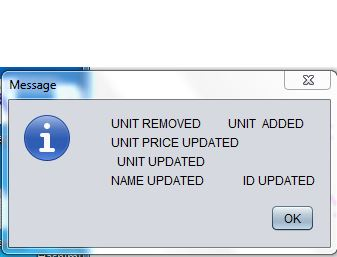 Message
UNIT REMOVED UNIT ADDED
UNIT PRICE UPDATED
UNIT UPDATED
NAME UPDATED ID UPDATED
OK